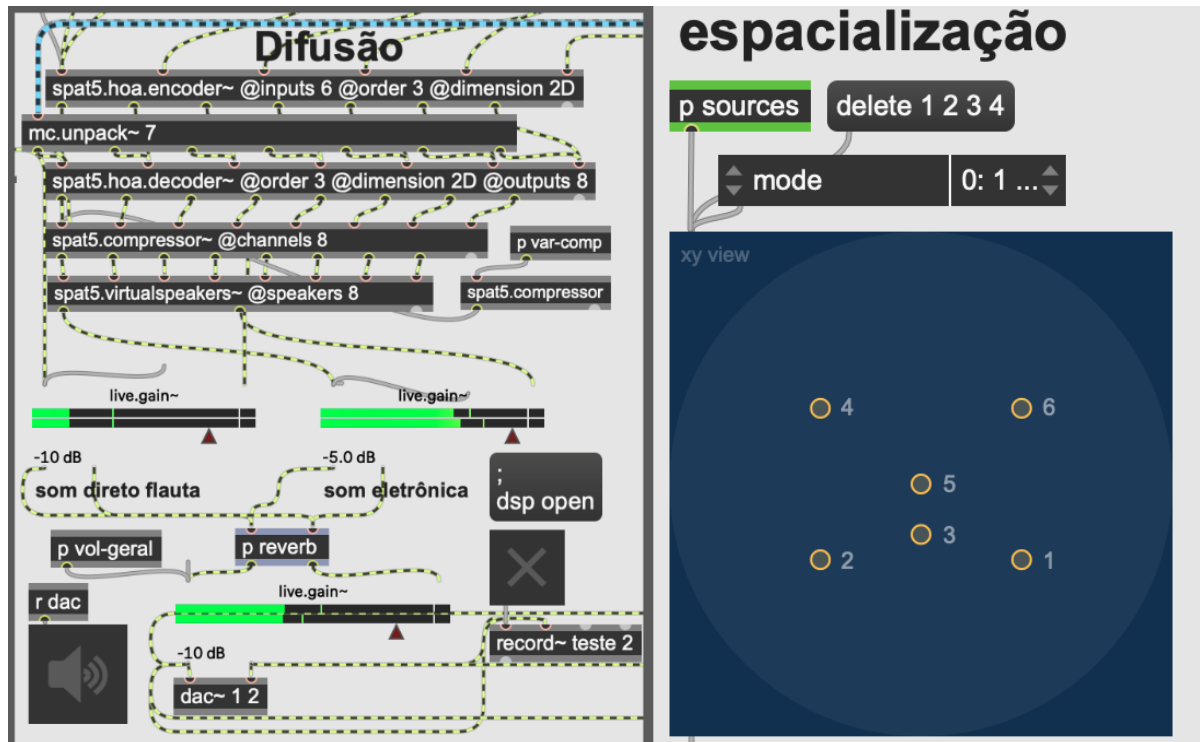 Difusão
spat5.hoa.encoder~ @inputs 6 @order 3 @dimension 2D
mc.unpack~ 7
spat5.hoa.decoder~ @order 3 @dimension 2D @outputs 8
spat5.compressor~ @channels 8
p var-comp
spat5.virtualspeakers~ @speakers 8
spat5.compressor
live.gain~
live.gain~
-10 dB
-5.0 dB
som direto flauta
som eletrônica
;
dsp open
p vol-geral
p reverb
r dac
live.gain~
record~ teste 2
-10 dB
dac~ 1 2
espacialização
p sources
delete 1 2 3 4
mode
0: 1 ...
xy view
4
6
5
3
2
1